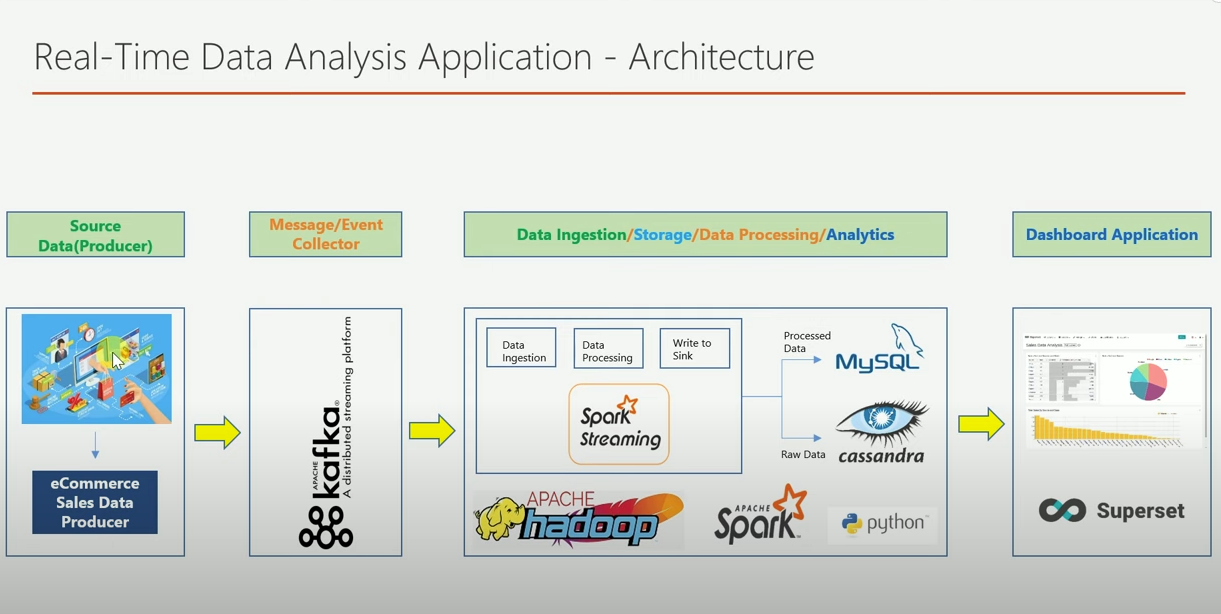 Real-Time Data Analysis Application - Architecture
Source
Data(Producer)
Message/Event
Collector
Data Ingestion/Storage/Data Processing/Analytics
Dashboard Application
eCommerce
Sales Data
Producer
APACHE
kafka®
A distributed streaming platform
Data
Ingestion
Data
Processing
Write to
Sink
Spark
Streaming
Processed
Data
MySQL
Raw Data
cassandra
APACHE
hadoop
APACHE
Spark™
python™
Sales Data Analysis
Superset